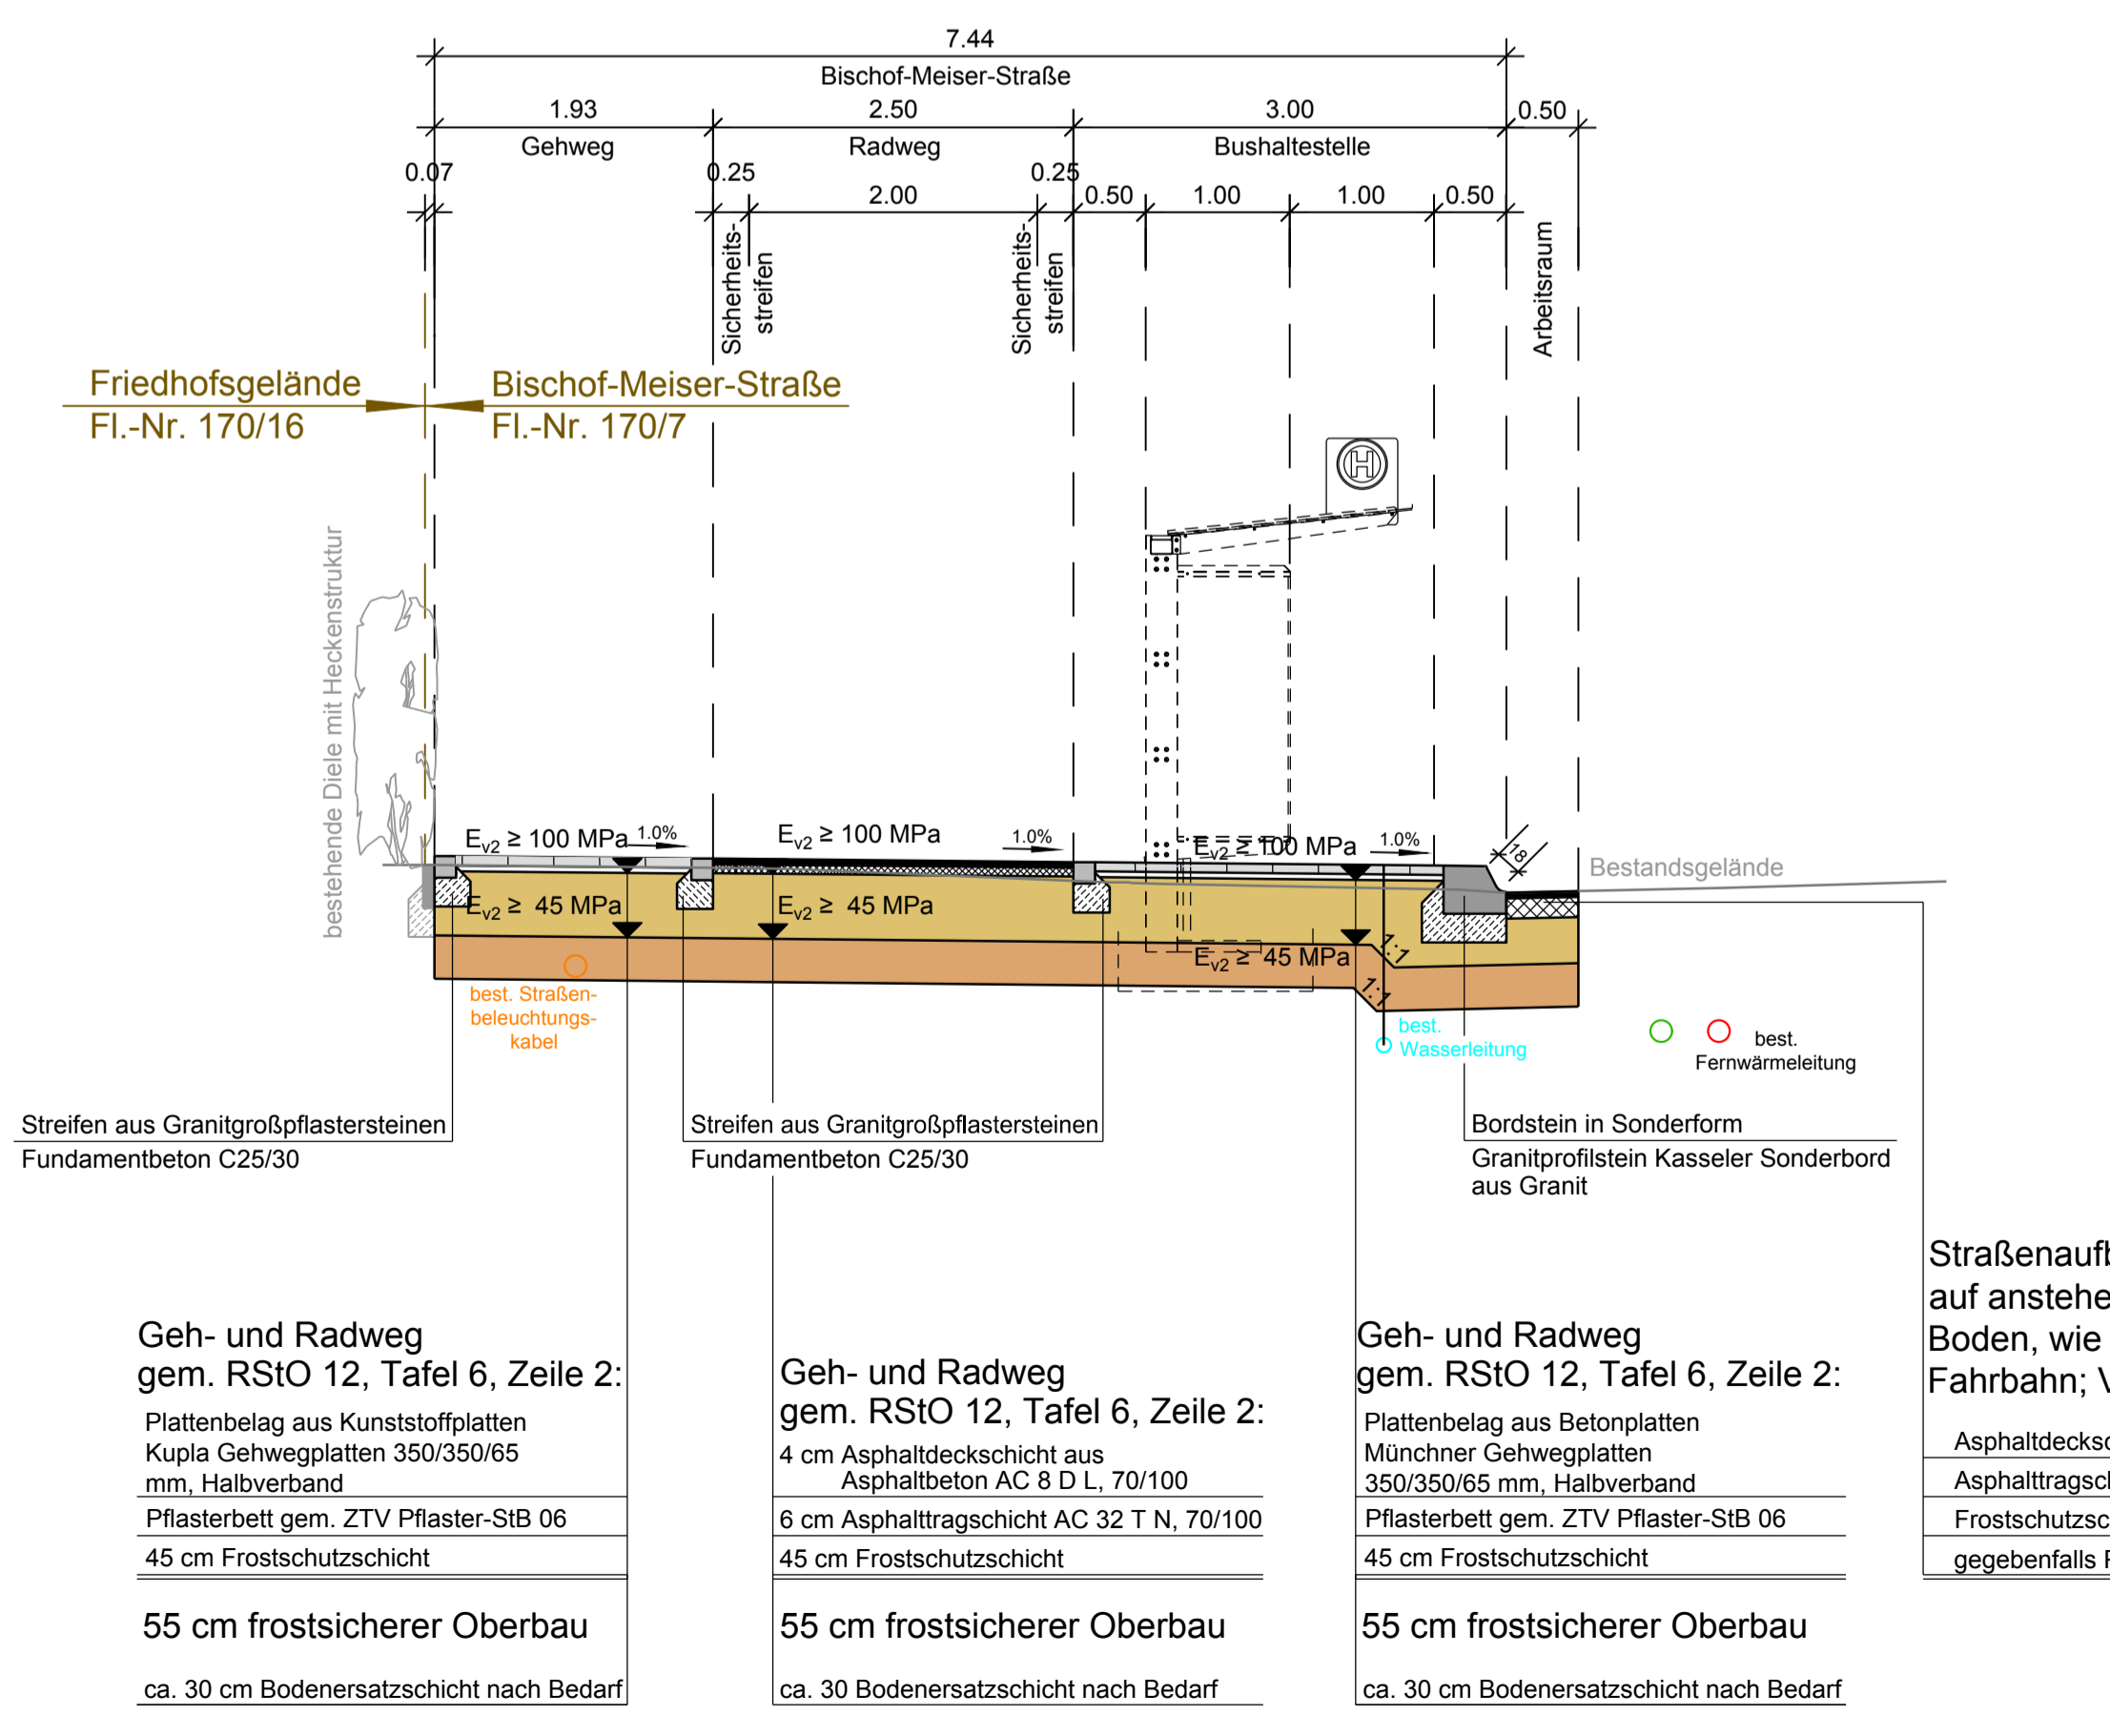 7.44
Bischof-Meiser-Straße
1.93
2.50
3.00
0.50
Gehweg
Radweg
Bushaltestelle
0.07
0.25
0.25
2.00
0.50
1.00
1.00
0.50
Sicherheits-
streifen
Sicherheits-
streifen
Arbeitsraum
Friedhofsgelände
Fl.-Nr. 170/16
Bischof-Meiser-Straße
Fl.-Nr. 170/7
H
bestehende Diele mit Heckenstruktur
Ev2 ≥ 100 MPa
1.0%
Ev2 ≥ 100 MPa
1.0%
Ev2 ≥ 100 MPa
1.0%
18
Bestandsgelände
Ev2 ≥ 45 MPa
Ev2 ≥ 45 MPa
Ev2 ≥ 45 MPa
1:1
1:1
best. Straßen-
beleuchtungs-
kabel
best.
Wasserleitung
best.
Fernwärmeleitung
Streifen aus Granitgroßpflastersteinen
Fundamentbeton C25/30
Streifen aus Granitgroßpflastersteinen
Fundamentbeton C25/30
Bordstein in Sonderform
Granitprofilstein Kasseler Sonderbord
aus Granit
Geh- und Radweg
gem. RStO 12, Tafel 6, Zeile 2:
Plattenbelag aus Kunststoffplatten
Kupla Gehwegplatten 350/350/65
mm, Halbverband
Pflasterbett gem. ZTV Pflaster-StB 06
45 cm Frostschutzschicht
55 cm frostsicherer Oberbau
ca. 30 cm Bodenersatzschicht nach Bedarf
Geh- und Radweg
gem. RStO 12, Tafel 6, Zeile 2:
4 cm Asphaltdeckschicht aus
Asphaltbeton AC 8 D L, 70/100
6 cm Asphalttragschicht AC 32 T N, 70/100
45 cm Frostschutzschicht
55 cm frostsicherer Oberbau
ca. 30 Bodenersatzschicht nach Bedarf
Geh- und Radweg
gem. RStO 12, Tafel 6, Zeile 2:
Plattenbelag aus Betonplatten
Münchner Gehwegplatten
350/350/65 mm, Halbverband
Pflasterbett gem. ZTV Pflaster-StB 06
45 cm Frostschutzschicht
55 cm frostsicherer Oberbau
ca. 30 cm Bodenersatzschicht nach Bedarf
Straßenaufb
auf anstehe
Boden, wie
Fahrbahn; V
Asphaltdecksc
Asphalttragsch
Frostschutzsc
gegebenfalls